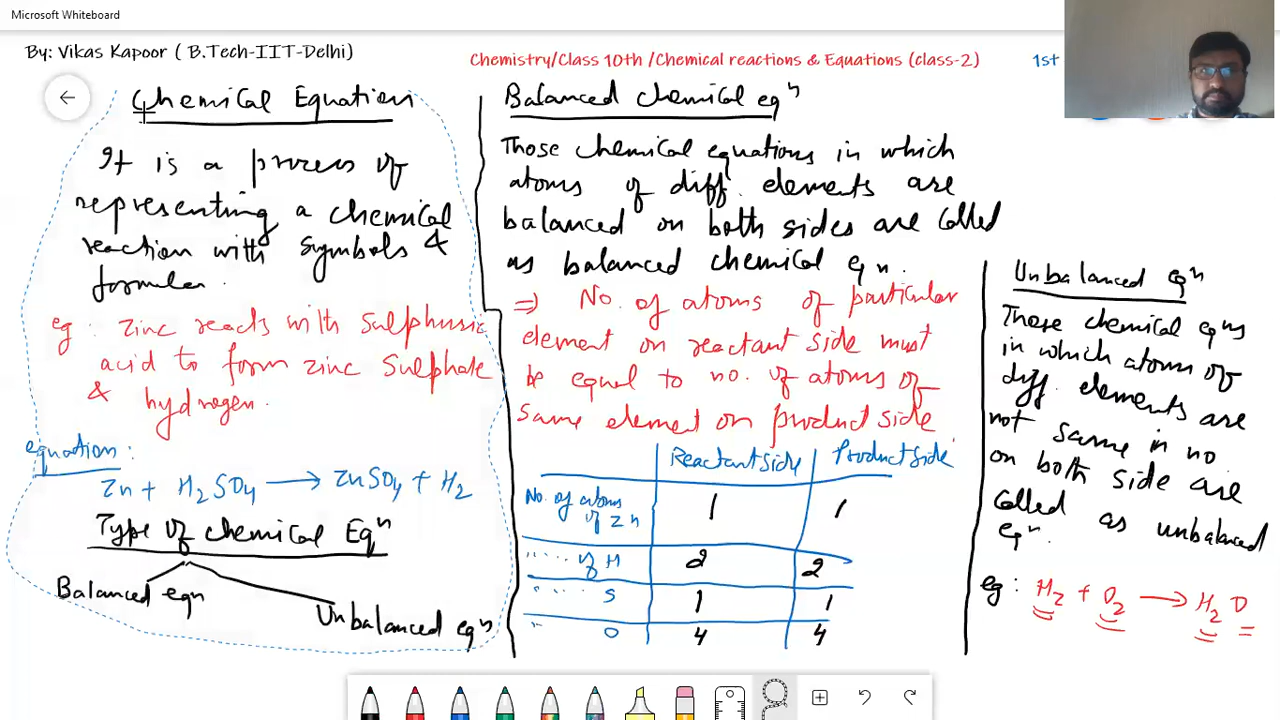 Microsoft Whiteboard
By: Vikas Kapoor ( B.Tech-IIT-Delhi)
Chemistry/Class 10th /Chemical reactions & Equations (class-2)
1st
Chemical Equation
It is a process of
representing a chemical
reaction with symbols &
formulae.
eg: Zinc reacts with Sulphuric
acid to form zinc Sulphate
& hydrogen.
equation:
Zn + H₂SO₄ → ZnSO₄ + H₂
Type of chemical Eqⁿ
Balanced eqn
Unbalanced eqⁿ
Balanced chemical eqⁿ
Those chemical equations in which
atoms of diff. elements are
balanced on both sides are called
as balanced chemical eqn.
⇒ No. of atoms of particular
element on reactant side must
be equal to no. of atoms of
same element on product side
Reactant side Product side
No. of atoms of Zn 1 1
" .... of H 2 2
" .... S 1 1
" O 4 4
Unbalanced eqⁿ
Those chemical eqⁿs
in which atoms of
diff. elements are
not same in no
on both side are
called as unbalanced
eqⁿ.
eg: H₂ + O₂ → H₂O